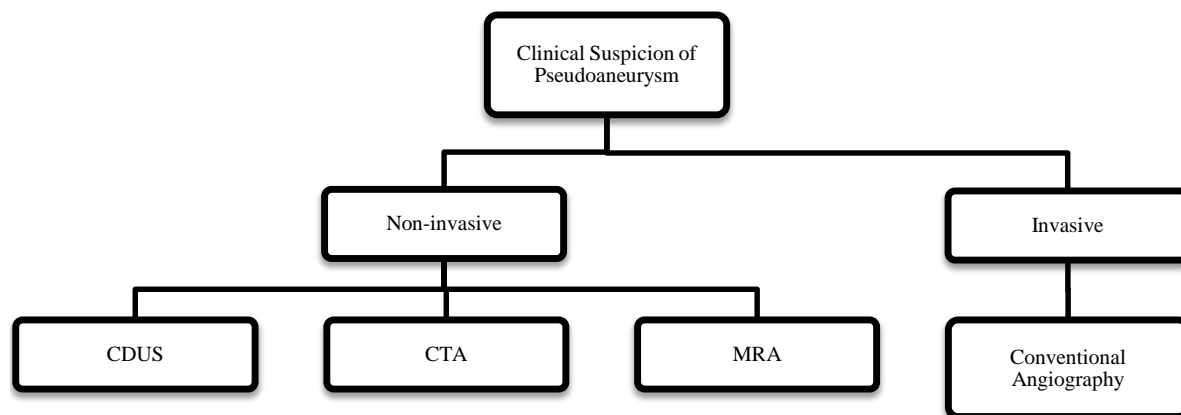 Clinical Suspicion of
Pseudoaneurysm
Non-invasive
Invasive
CDUS
CTA
MRA
Conventional
Angiography